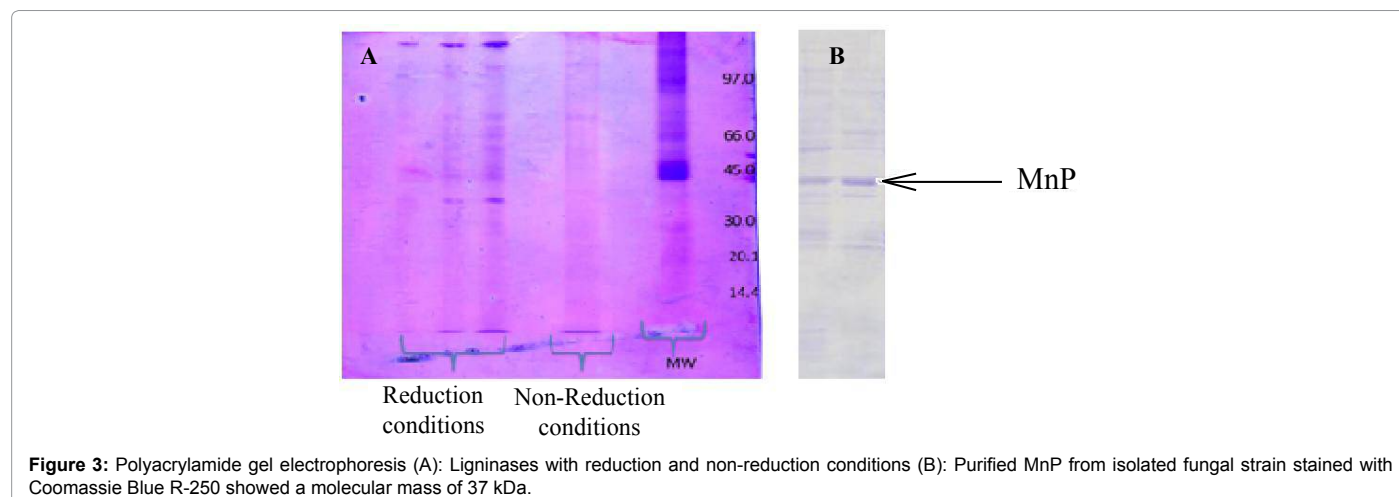 A
B
97.0
66.0
45.0
30.0
20.1
14.4
MnP
MW
Reduction
conditions
Non-Reduction
conditions
Figure 3: Polyacrylamide gel electrophoresis (A): Ligninases with reduction and non-reduction conditions (B): Purified MnP from isolated fungal strain stained with
Coomassie Blue R-250 showed a molecular mass of 37 kDa.